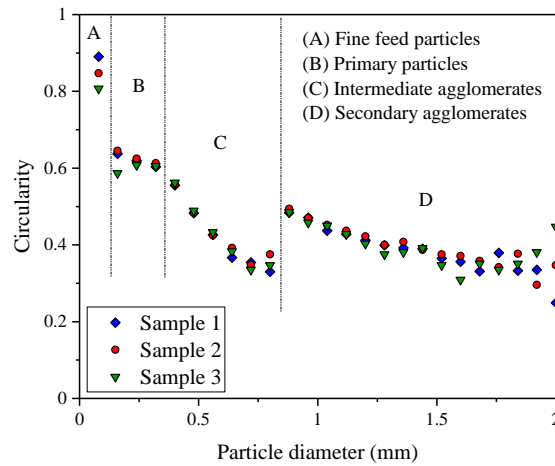 1
0.8
0.6
0.4
0.2
0
Circularity
A
B
C
D
(A) Fine feed particles
(B) Primary particles
(C) Intermediate agglomerates
(D) Secondary agglomerates
Sample 1
Sample 2
Sample 3
0
0.5
1
1.5
2
Particle diameter (mm)